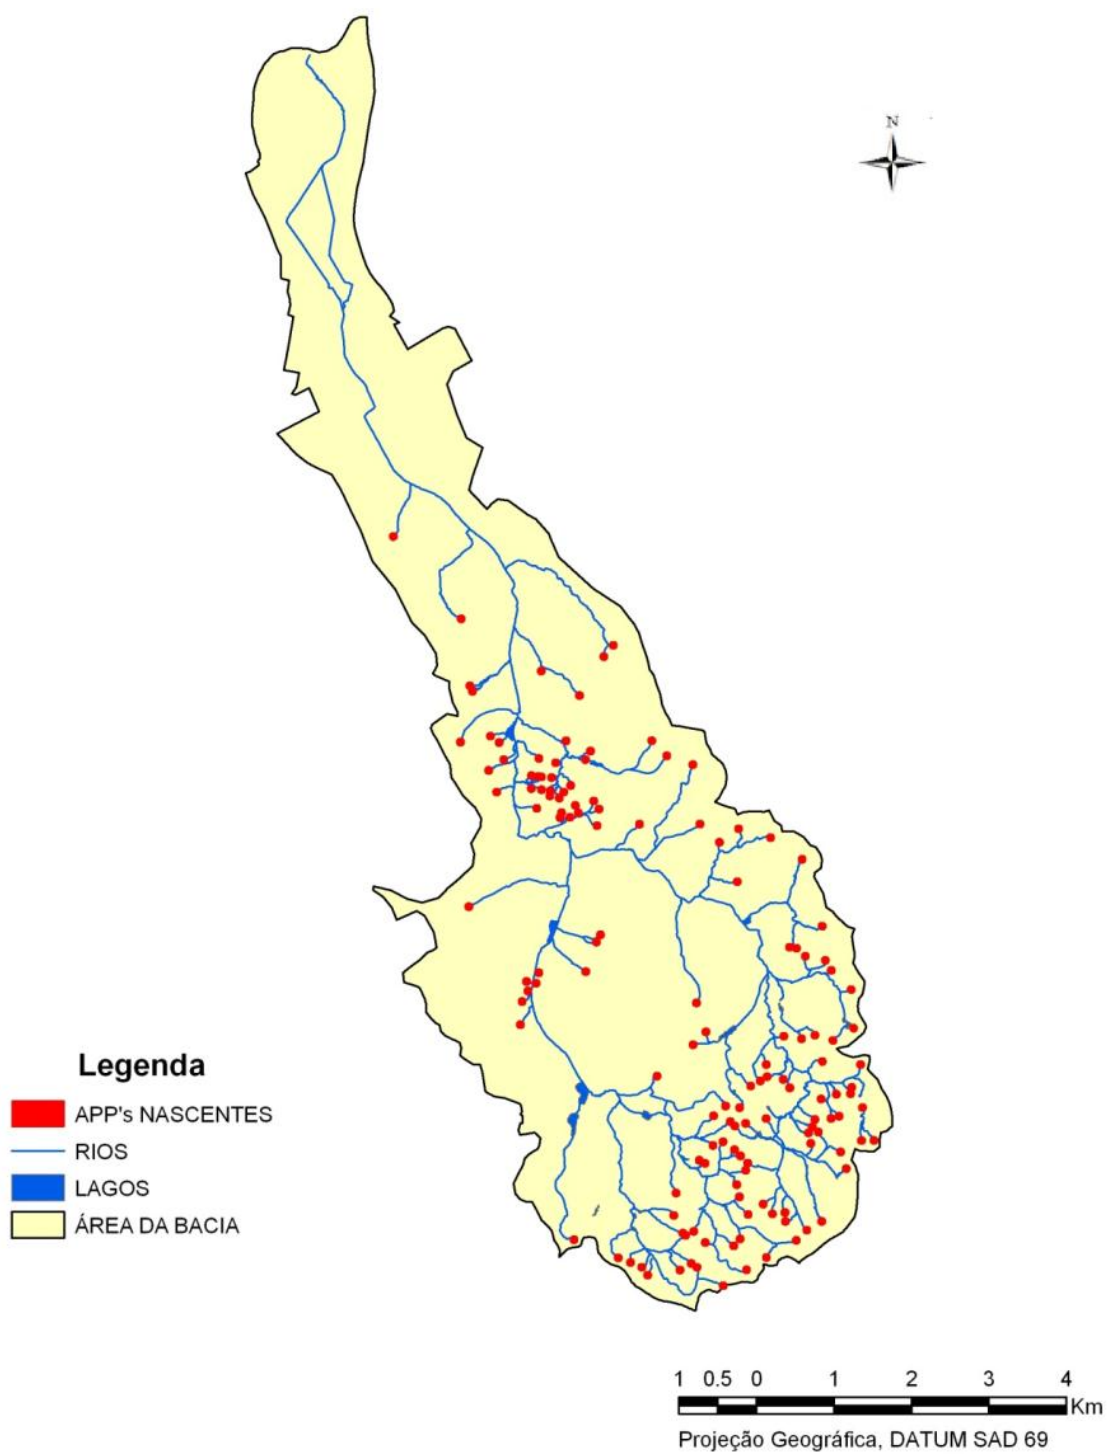 N
Legenda
APP's NASCENTES
RIOS
LAGOS
ÁREA DA BACIA
1 0.5 0 1 2 3 4
Km
Projeção Geográfica, DATUM SAD 69